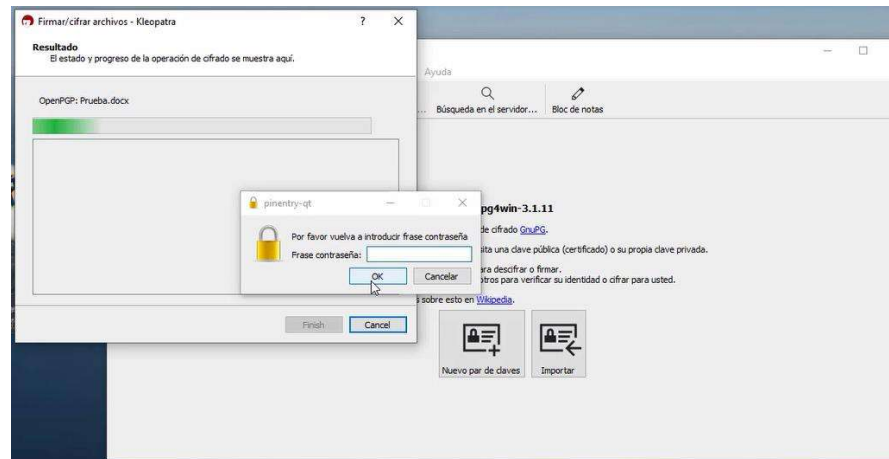 Firmar/cifrar archivos - Kleopatra
Resultado
El estado y progreso de la operación de cifrado se muestra aquí.
OpenPGP: Prueba.docx
Finish
Cancel
pinentry-qt
Por favor vuelva a introducir frase contraseña
Frase contraseña:
OK
Cancelar
Ayuda
... Búsqueda en el servidor... Bloc de notas
pg4win-3.1.11
de cifrado GnuPG.
sita una clave pública (certificado) o su propia clave privada.
ara descifrar o firmar.
otros para verificar su identidad o cifrar para usted.
s sobre esto en Wikipedia.
Nuevo par de claves
Importar